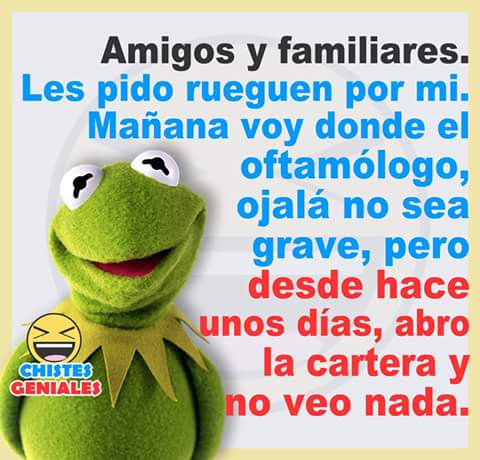 Amigos y familiares.
Les pido rueguen por mi.
Mañana voy donde el
oftamólogo,
ojalá no sea
grave, pero
desde hace
unos días, abro
la cartera y
no veo nada.
CHISTES
GENIALES